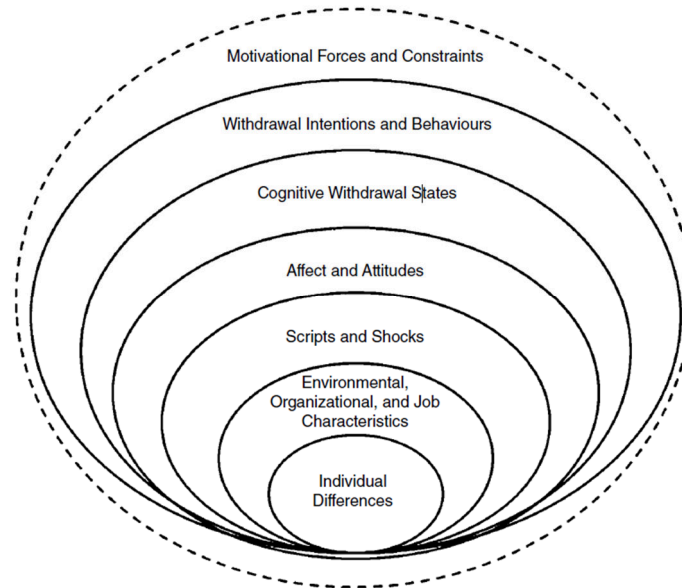 Motivational Forces and Constraints
Withdrawal Intentions and Behaviours
Cognitive Withdrawal States
Affect and Attitudes
Scripts and Shocks
Environmental,
Organizational, and Job
Characteristics
Individual
Differences